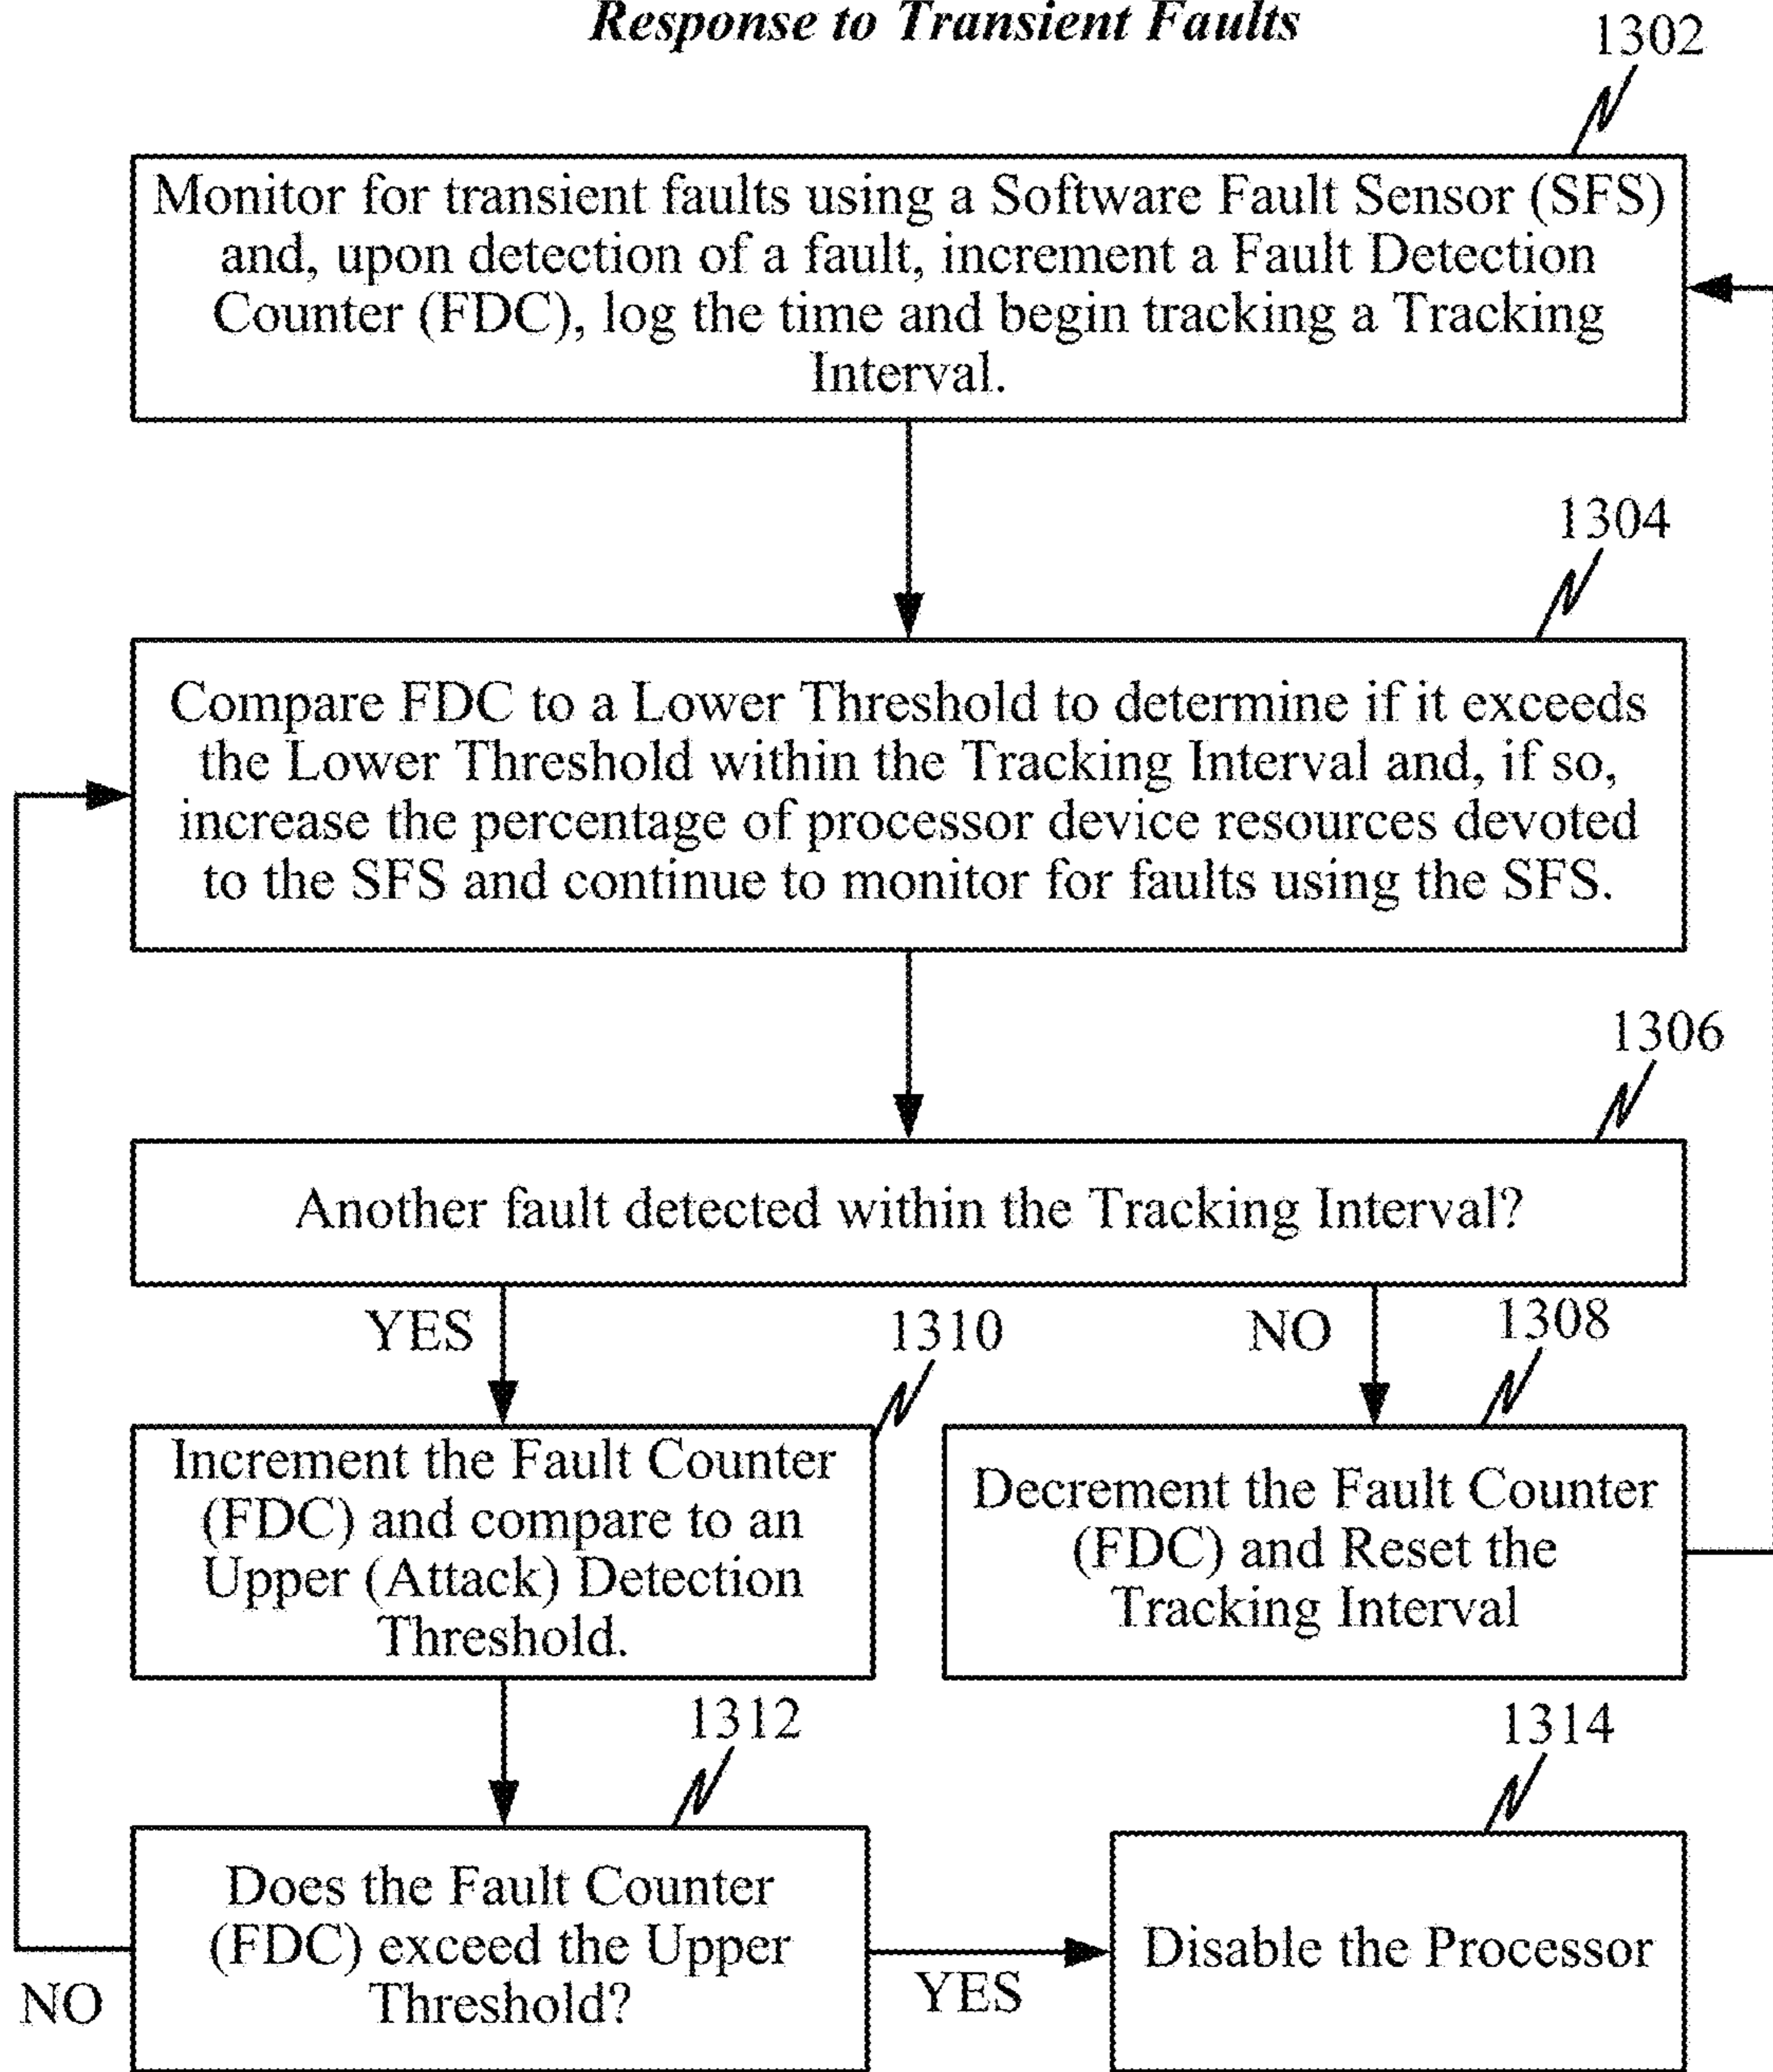 Response to Transient Faults
1302
Monitor for transient faults using a Software Fault Sensor (SFS)
and, upon detection of a fault, increment a Fault Detection
Counter (FDC), log the time and begin tracking a Tracking
Interval.
1304
Compare FDC to a Lower Threshold to determine if it exceeds
the Lower Threshold within the Tracking Interval and, if so,
increase the percentage of processor device resources devoted
to the SFS and continue to monitor for faults using the SFS.
1306
Another fault detected within the Tracking Interval?
YES
1310
NO
1308
Increment the Fault Counter
(FDC) and compare to an
Upper (Attack) Detection
Threshold.
Decrement the Fault Counter
(FDC) and Reset the
Tracking Interval
1312
1314
Does the Fault Counter
(FDC) exceed the Upper
Threshold?
NO
YES
Disable the Processor